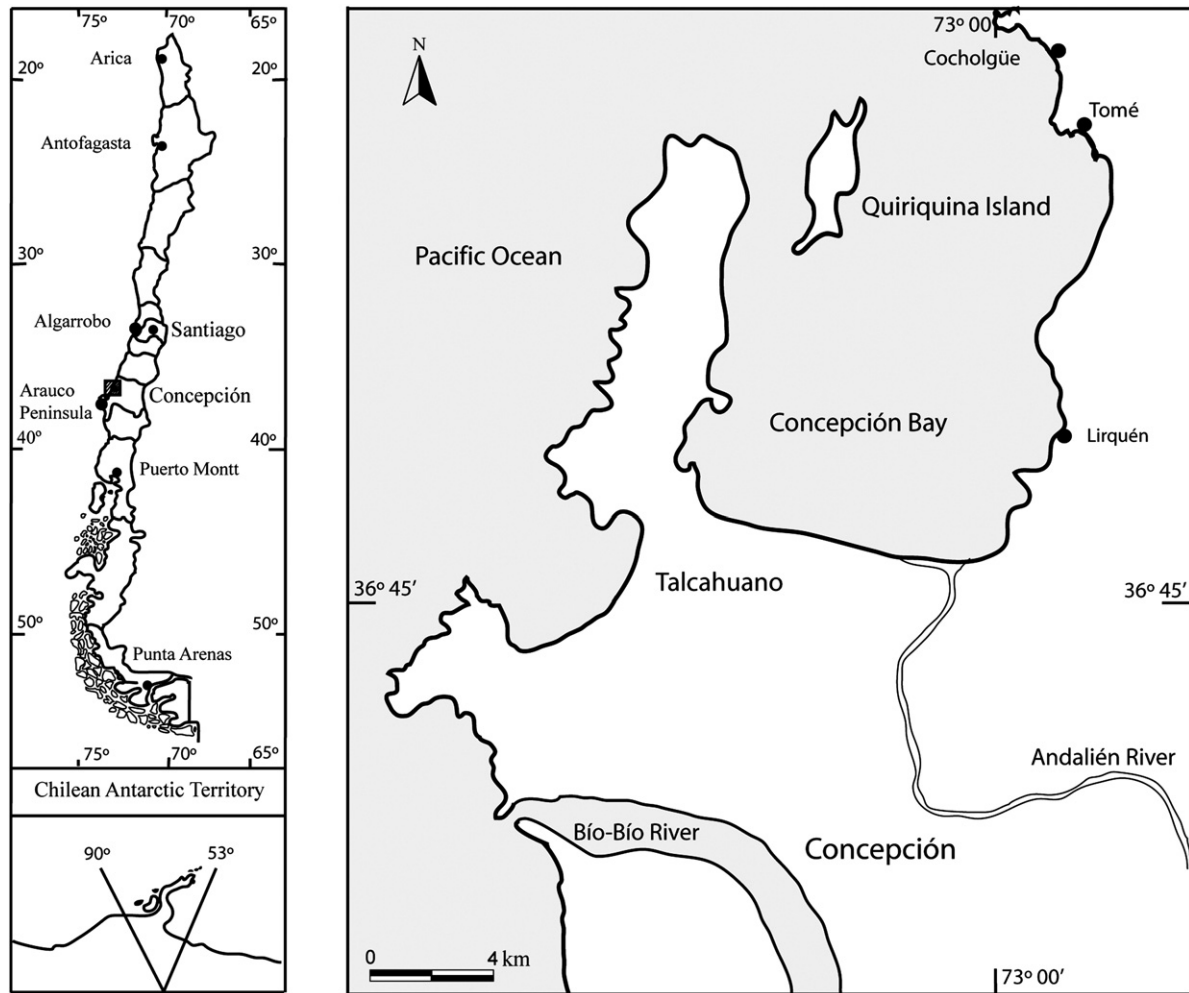 75º 70º 65º
Arica
20º 20º
Antofagasta
30º 30º
Algarrobo
Santiago
Arauco
Peninsula
Concepción
40º 40º
Puerto Montt
50º 50º
Punta Arenas
75º 70º 65º
Chilean Antarctic Territory
90º 53º
N
73º 00'
Cocholgüe
Tomé
Quiriquina Island
Pacific Ocean
Concepción Bay
Lirquén
Talcahuano
36º 45’ 36º 45’
Andalién River
Bío-Bío River
Concepción
0 4 km
73º 00’